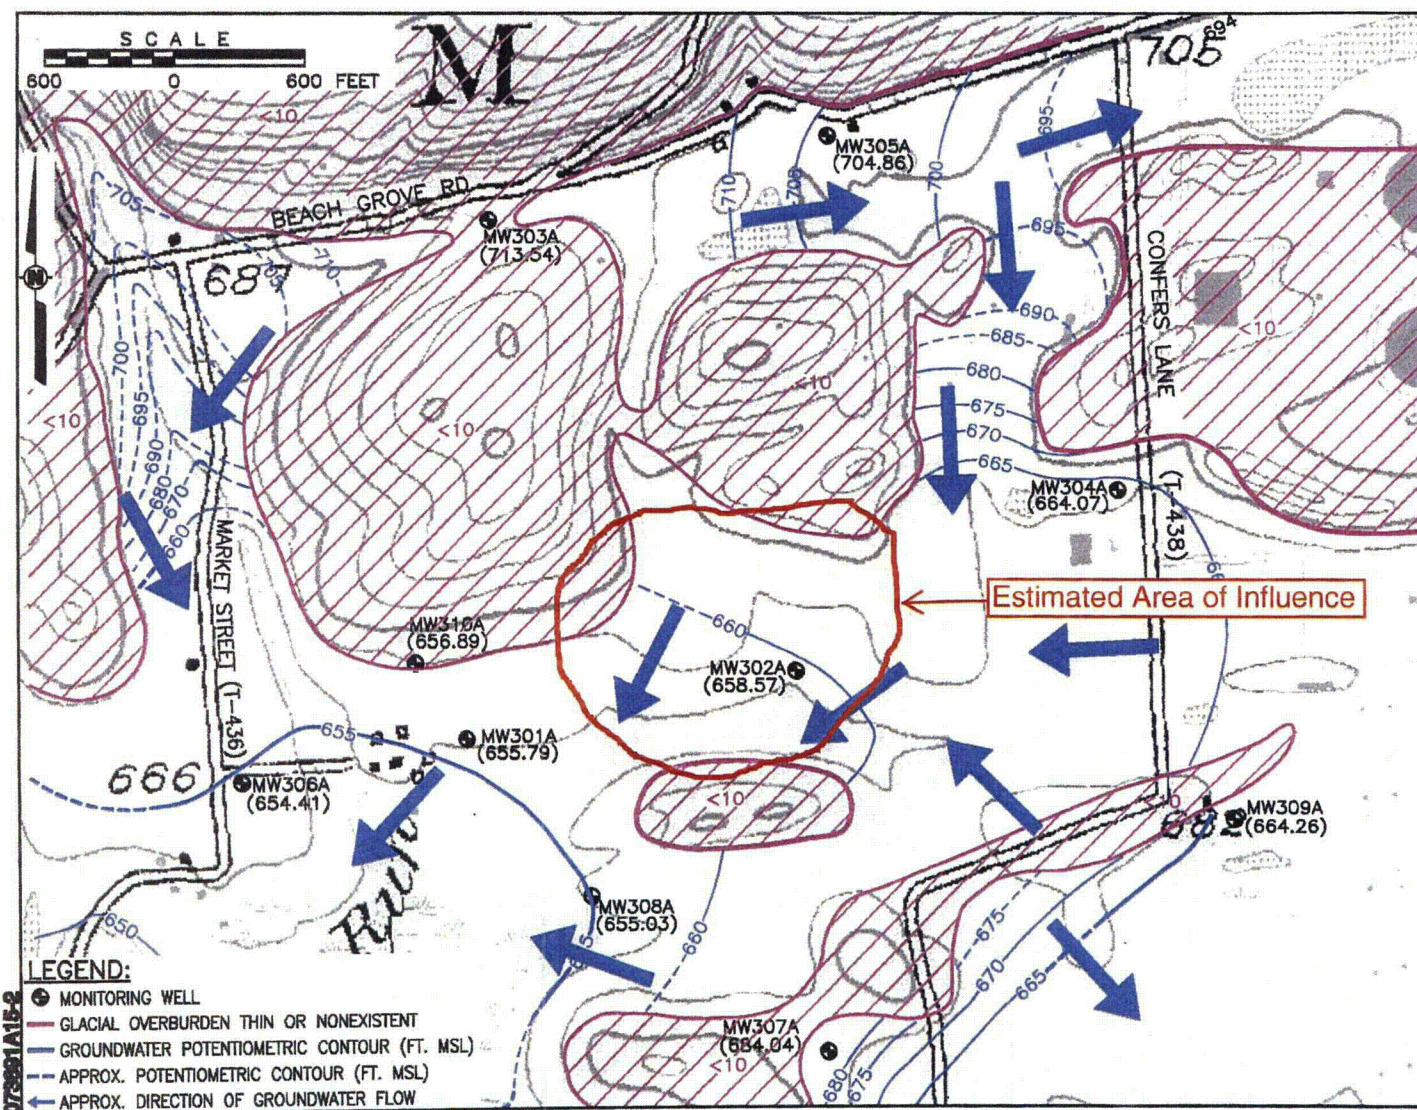 SCALE
600 0 600 FEET
M
694
705
<10
695
MW305A
(704.86)
710
705
700
BEACH GROVE RD.
705
MW303A
(713.54)
695
687
705
710
CONFERS LANE
690
685
<10
700
680
<10
695
675
<10
<10
670
690
665
680
MW304A
(664.07)
670
(T-438)
660
MARKET STREET (T-436)
Estimated Area of Influence
MW310A
(656.89)
660
MW302A
(658.57)
655
MW301A
(655.79)
666
MW306A
(654.41)
<10
MW309A
(664.26)
682
MW308A
(655.03)
650
675
660
670
665
MW307A
(684.04)
<10
680
675
LEGEND:
MONITORING WELL
GLACIAL OVERBURDEN THIN OR NONEXISTENT
GROUNDWATER POTENTIOMETRIC CONTOUR (FT. MSL)
APPROX. POTENTIOMETRIC CONTOUR (FT. MSL)
APPROX. DIRECTION OF GROUNDWATER FLOW